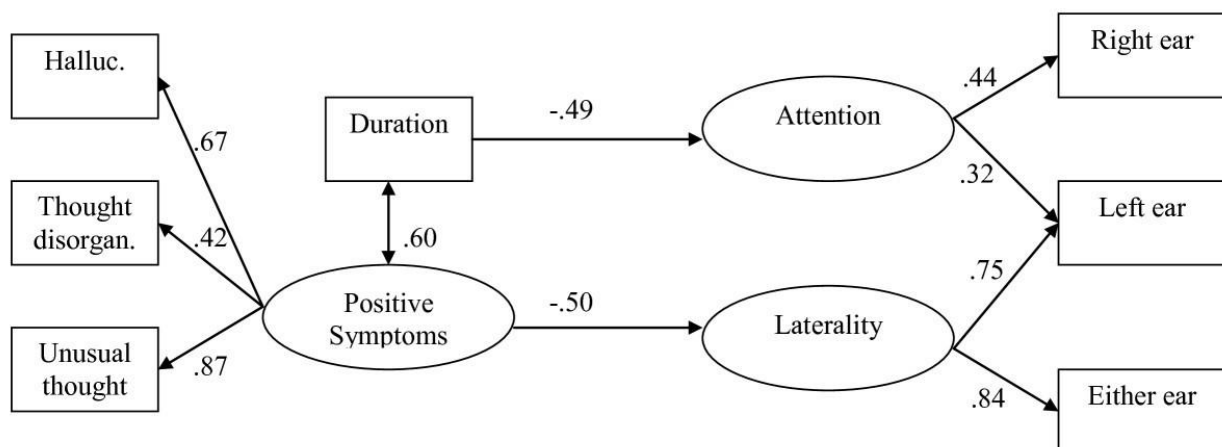 Halluc.
.67
Thought
disorgan.
.42
Unusual
thought
.87
Duration
.60
Positive
Symptoms
-.49
-.50
Attention
Laterality
.44
.32
.75
.84
Right ear
Left ear
Either ear